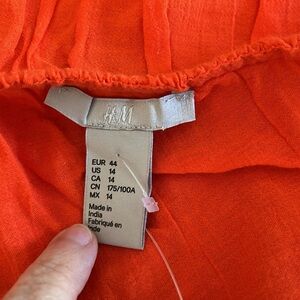 H&M
EUR 44
US 14
CA 14
CN 175/100A
MX 14
Made in
India
Fabriqué en
Inde